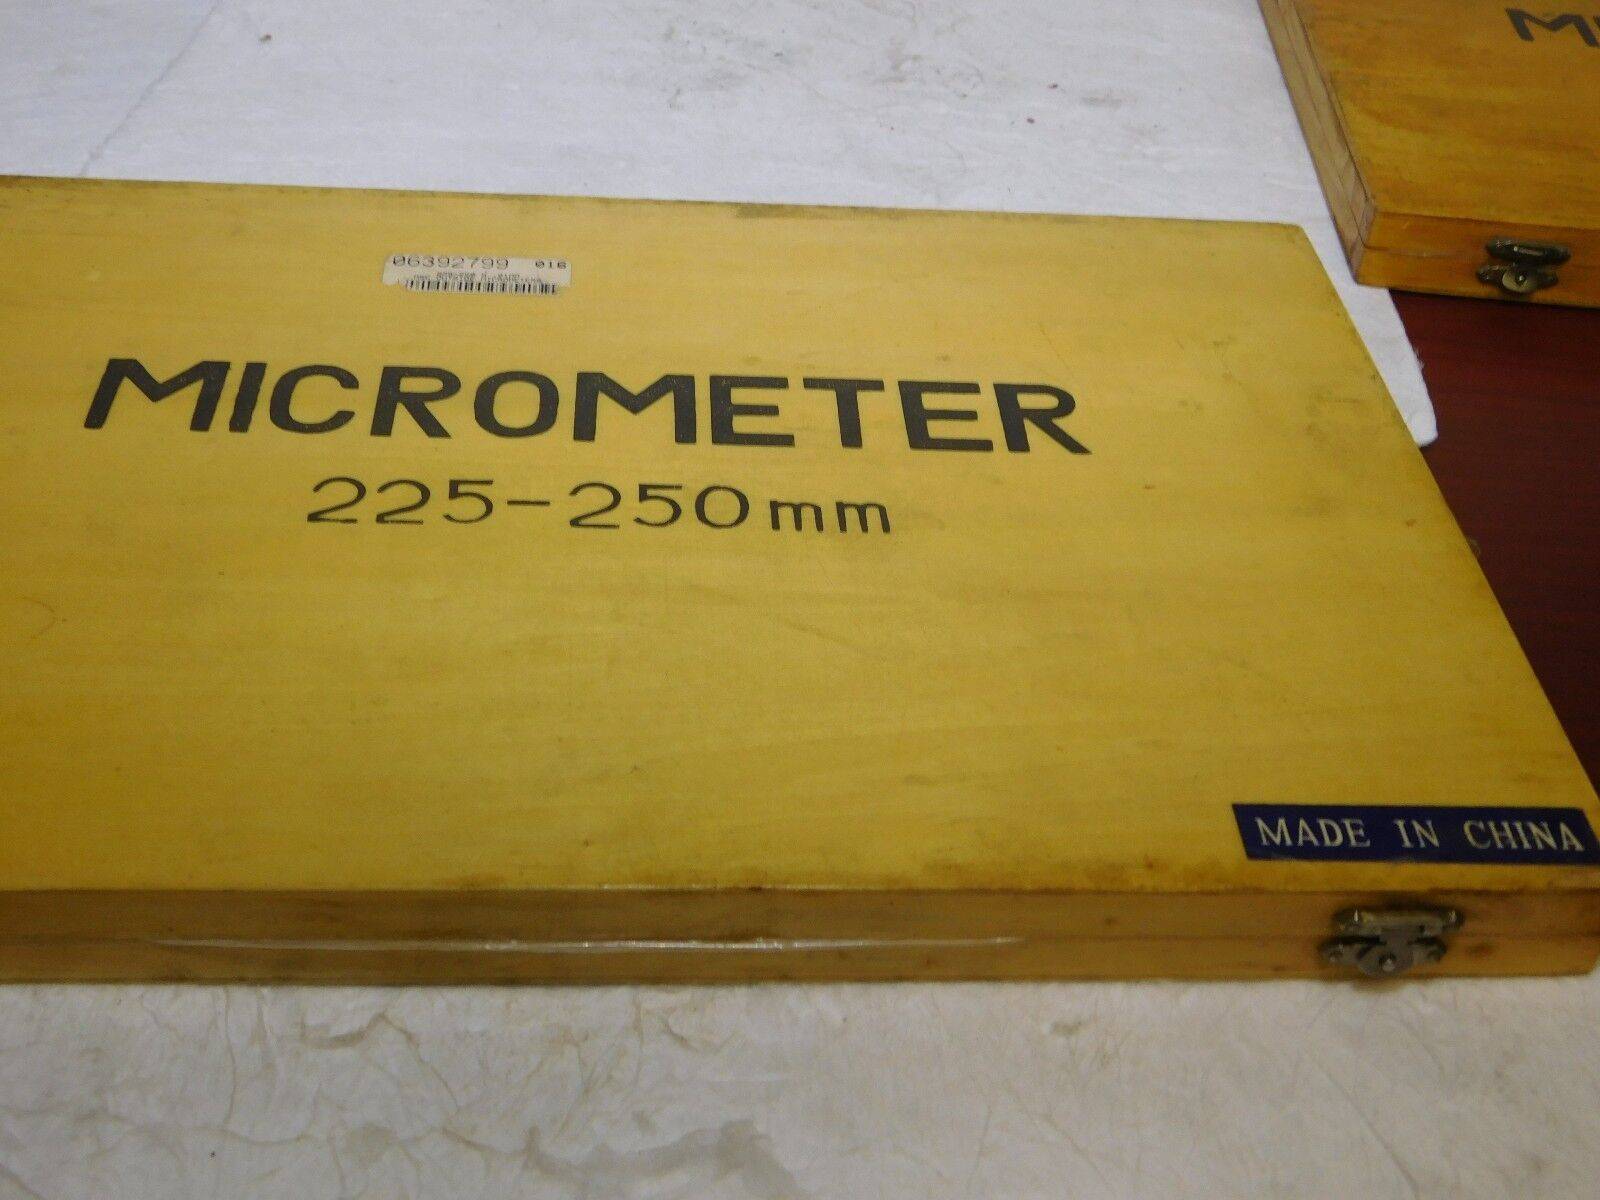 06392799 016
MICROMETER
225-250mm
MADE IN CHINA